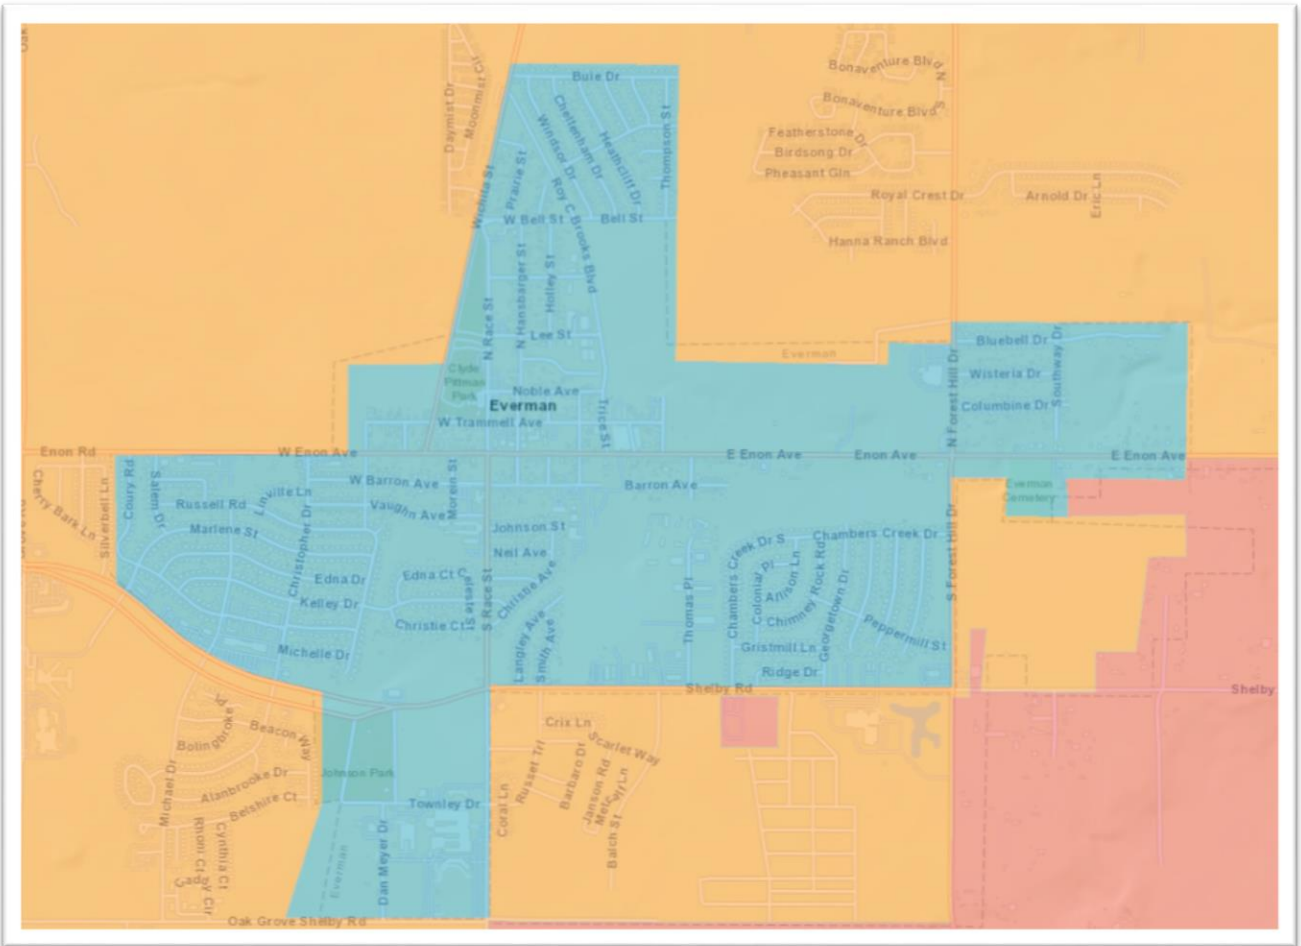 Oak
Bonaventure Blvd
N
Bonaventure Blvd S
Featherstone Dr
Birdsong Dr
Pheasant Gln
Royal Crest Dr
Arnold Dr
Eric Ln
Hanna Ranch Blvd
Daymist Dr
Moonmist Cir
Buie Dr
Cheltenham Dr
Windsor Dr
Heathcliff Dr
Thompson St
Wichita St
Prairie St
Roy C Brooks Blvd
W Bell St
Bell St
N Hansbarger St
Holley St
N Race St
Lee St
Everman
Clyde
Pittman
Park
Noble Ave
Everman
W Trammell Ave
Trice St
Bluebell Dr
Wisteria Dr
Southway Dr
Columbine Dr
N Forest Hill Dr
Enon Rd
W Enon Ave
E Enon Ave
Enon Ave
E Enon Ave
Cherry Bark Ln
Silverbell Ln
Coury Rd
Salem Dr
Russell Rd
Linville Ln
W Barron Ave
Vaughn Ave
Morein St
Barron Ave
Everman
Cemetery
Marlene St
Christopher Dr
Johnson St
Neil Ave
Edna Dr
Edna Ct
Celeste St
S Race St
Christie Ave
Kelley Dr
Christie Ct
Langley Ave
Smith Ave
Michelle Dr
Thomas Pl
Chambers Creek Dr S
Chambers Creek Dr
Chambers Creek Dr
Colonial Pl
Allison Ln
Chimney Rock Rd
Georgetown Dr
Peppermill St
Gristmill Ln
Ridge Dr
S Forest Hill Dr
Shelby Rd
Shelby
Bolingbroke Pl
Beacon Way
Michael Dr
Alanbrooke Dr
Belshire Ct
Rhoni Ct
Cynthia Ct
Johnson Park
Townley Dr
Dan Meyer Dr
Everman
Coral Ln
Crix Ln
Scarlet Way
Russet Trl
Barbaro Dr
Janson Rd
Balch St
Oak Grove Shelby Rd